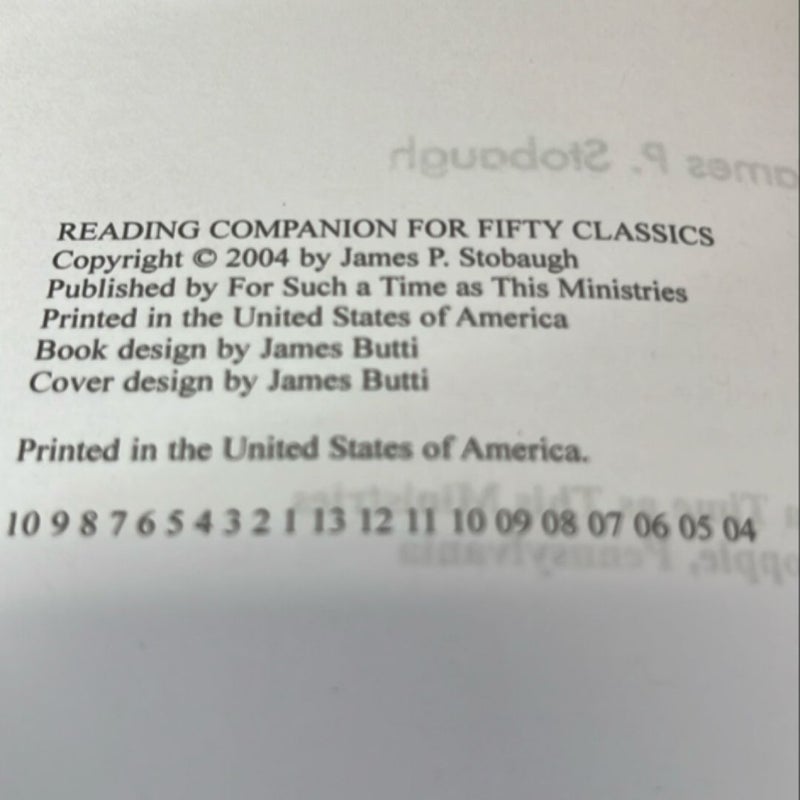 READING COMPANION FOR FIFTY CLASSICS
Copyright © 2004 by James P. Stobaugh
Published by For Such a Time as This Ministries
Printed in the United States of America
Book design by James Butti
Cover design by James Butti
Printed in the United States of America.
10 9 8 7 6 5 4 3 2 1 13 12 11 10 09 08 07 06 05 04